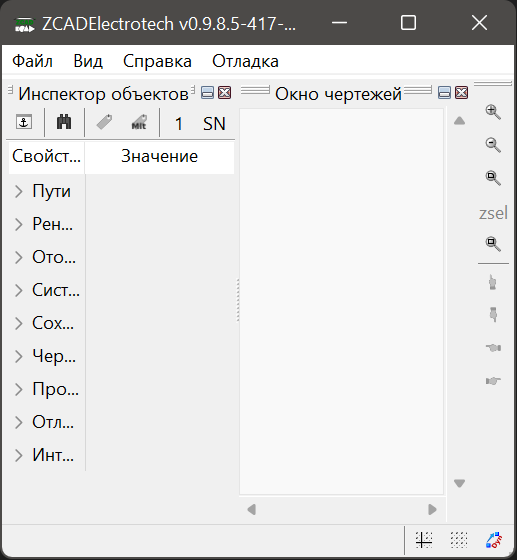 ZCADElectrotech v0.9.8.5-417-...
Файл Вид Справка Отладка
Инспектор объектов Окно чертежей
Mlt 1 SN
Свойст... Значение
Пути
Рен...
zsel
Ото...
Сист...
Сох...
Чер...
Про...
Отл...
Инт...